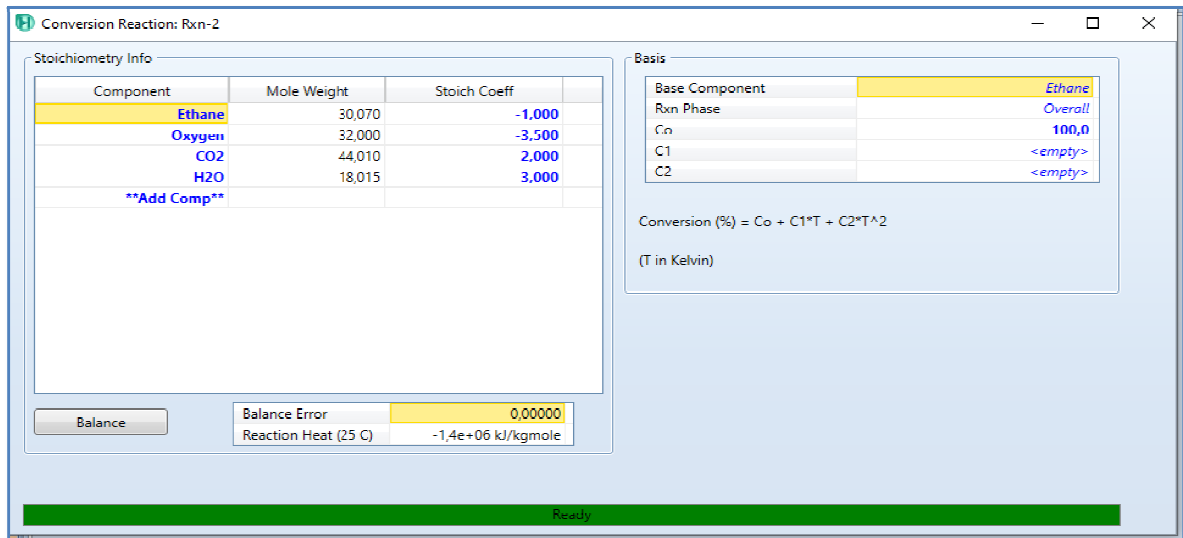 Conversion Reaction: Rxn-2
Stoichiometry Info
Component Mole Weight Stoich Coeff
Ethane 30,070 -1,000
Oxygen 32,000 -3,500
CO2 44,010 2,000
H2O 18,015 3,000
**Add Comp**
Balance
Balance Error 0,00000
Reaction Heat (25 C) -1,4e+06 kJ/kgmole
Basis
Base Component Ethane
Rxn Phase Overall
Co 100,0
C1 <empty>
C2 <empty>
Conversion (%) = Co + C1*T + C2*T^2
(T in Kelvin)
Ready